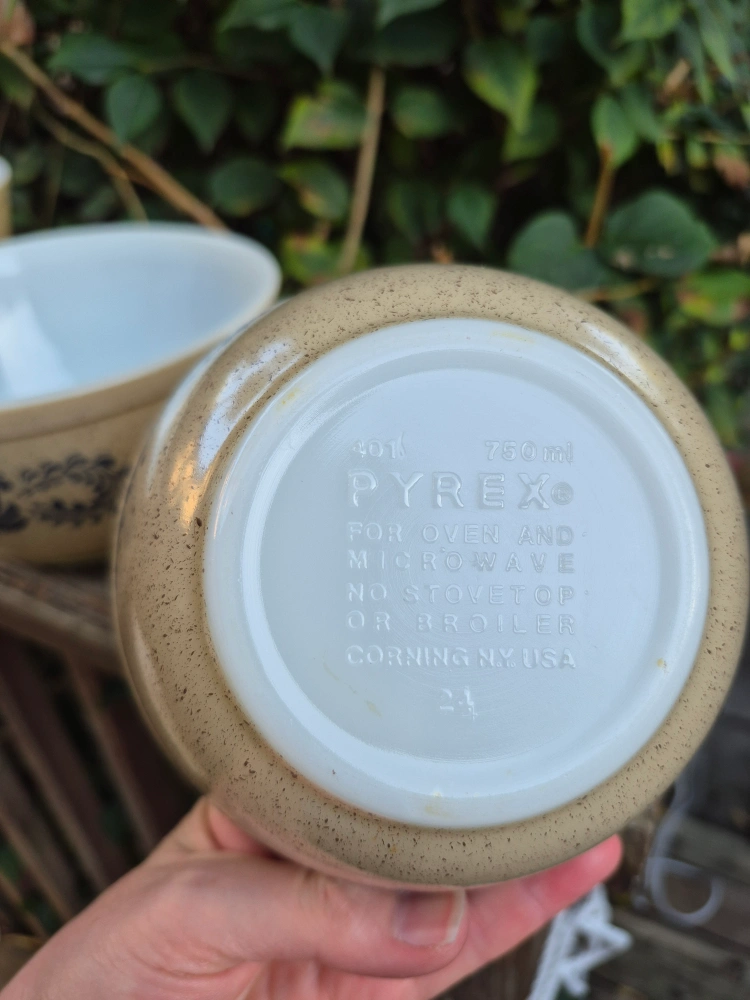 401 750 ml
PYREX®
FOR OVEN AND
MICROWAVE
NO STOVETOP
OR BROILER
CORNING N.Y. USA
24